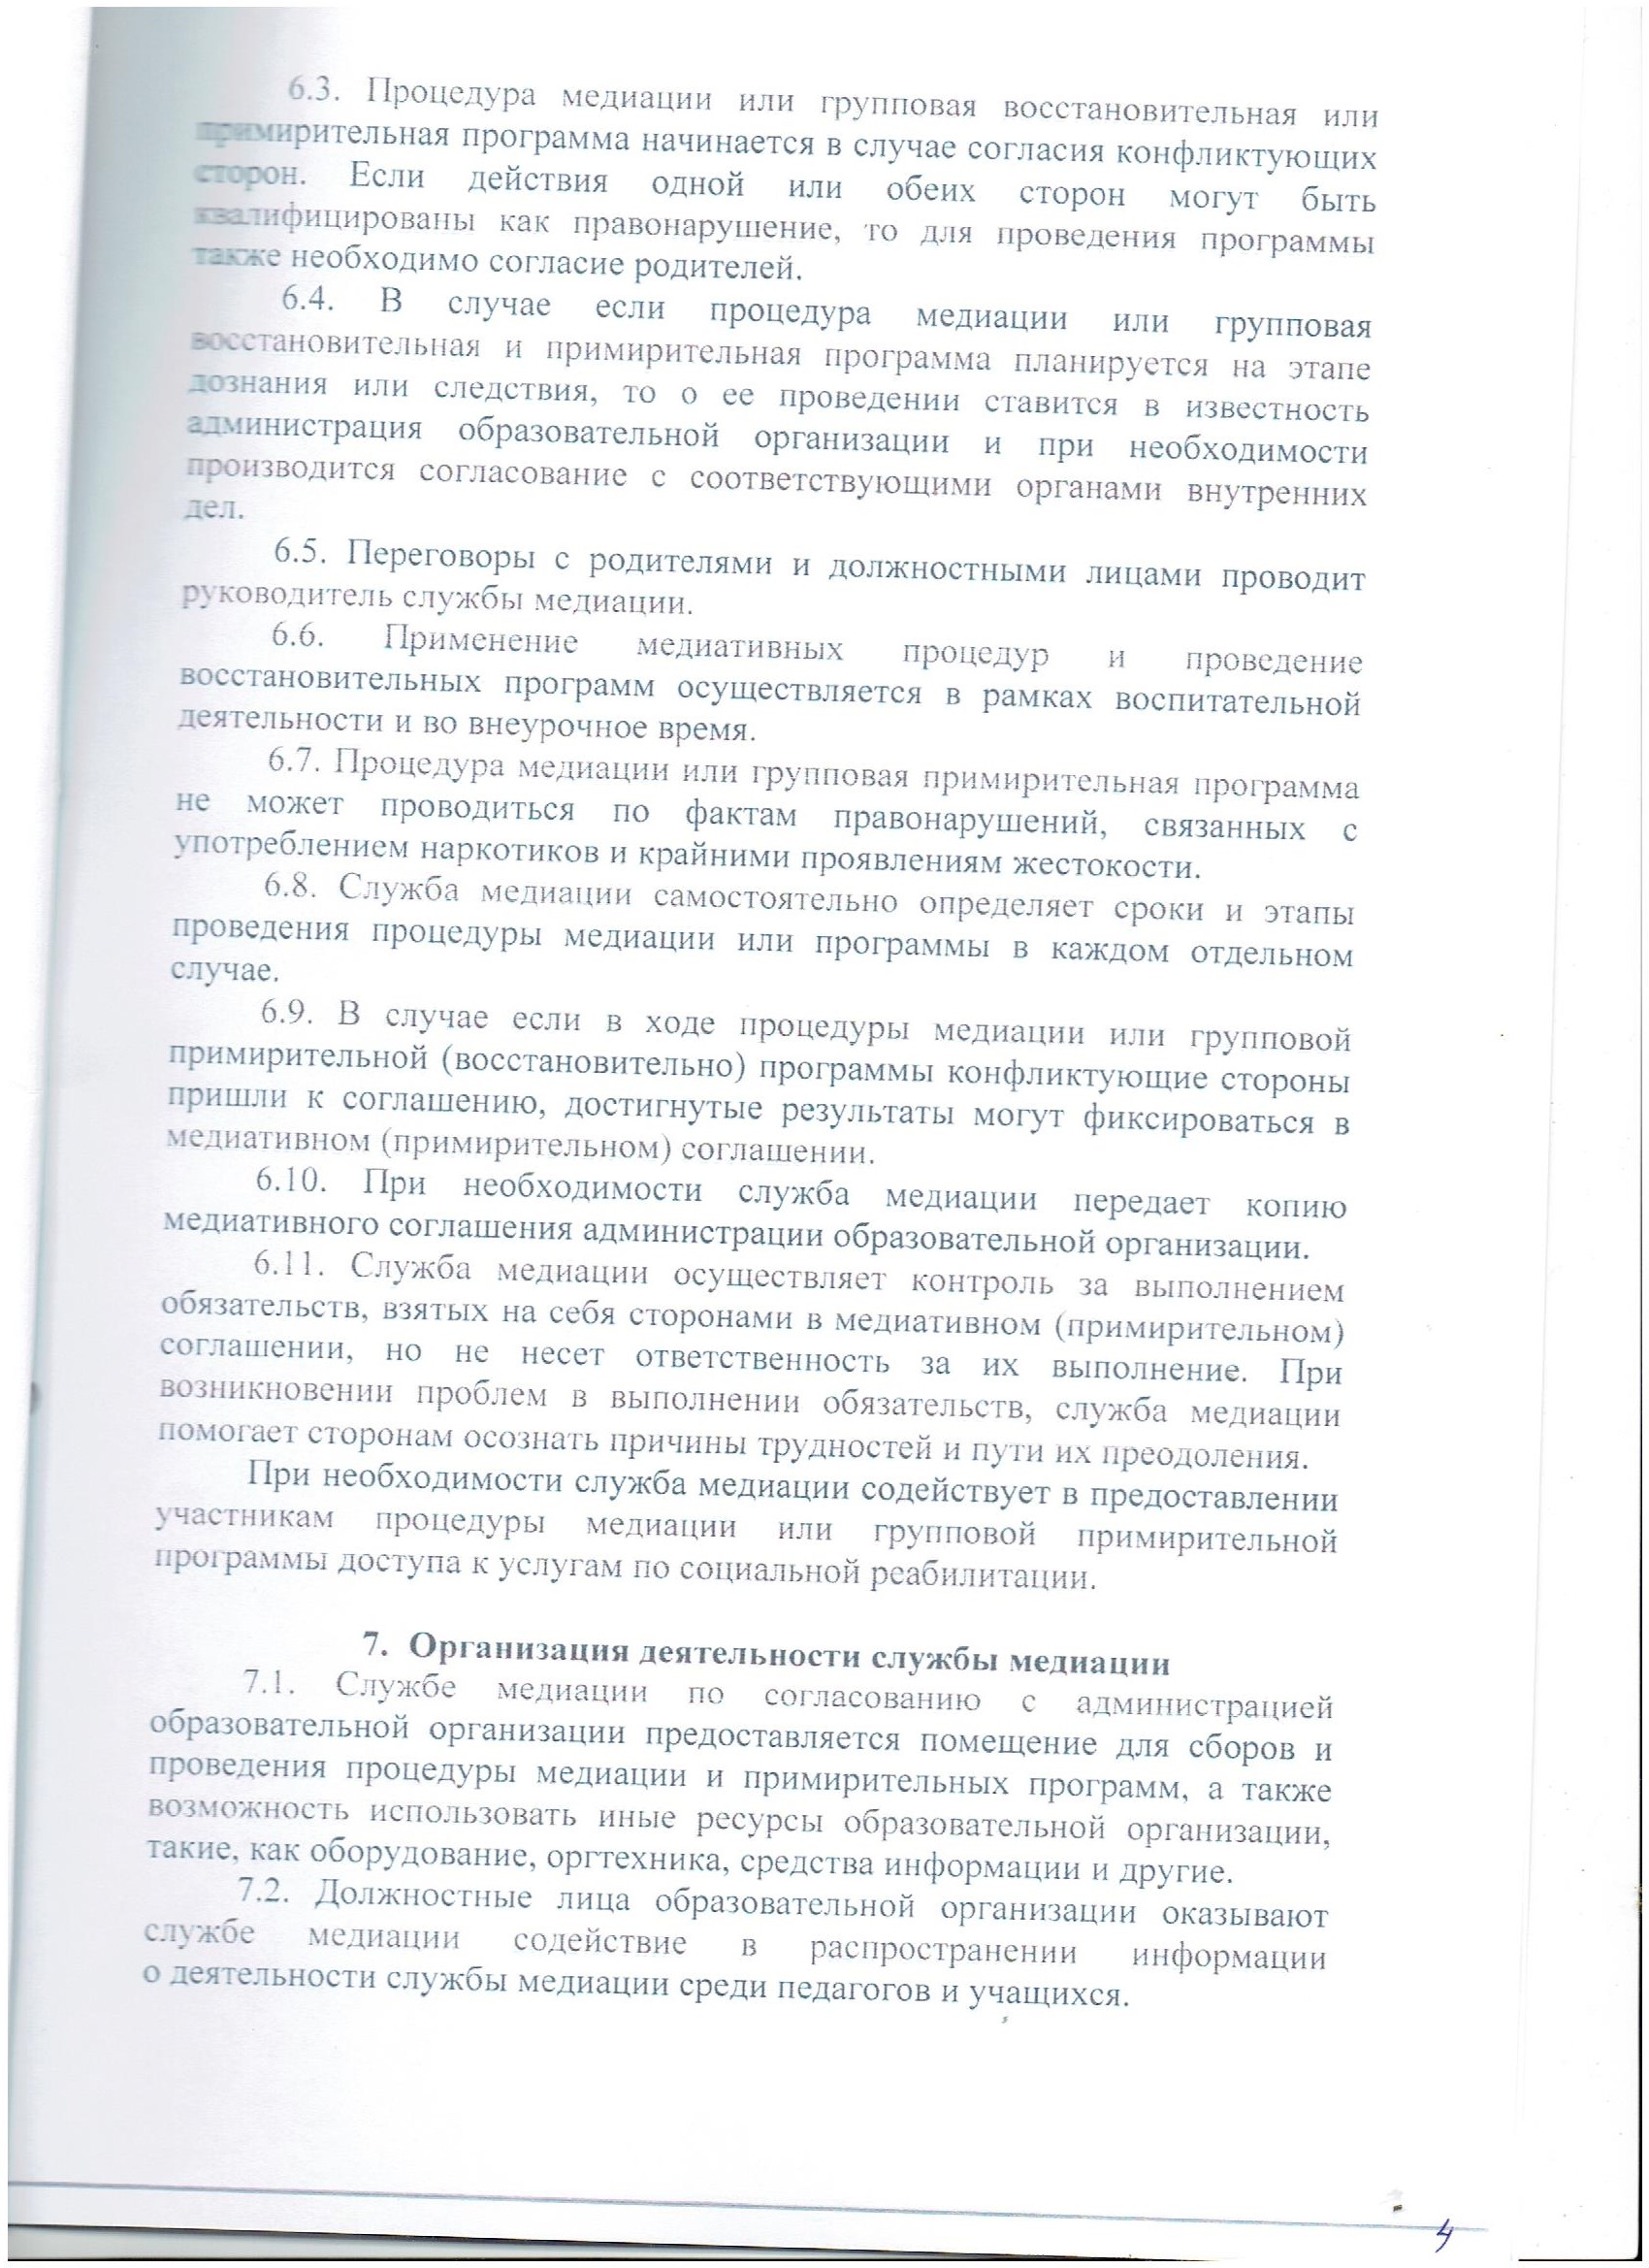 6.3. Процедура медиации или групповая восстановительная или
примирительная программа начинается в случае согласия конфликтующих
сторон. Если действия одной или обеих сторон могут быть
квалифицированы как правонарушение, то для проведения программы
также необходимо согласие родителей.
6.4. В случае если процедура медиации или групповая
восстановительная и примирительная программа планируется на этапе
дознания или следствия, то о ее проведении ставится в известность
администрация образовательной организации и при необходимости
производится согласование с соответствующими органами внутренних
дел.
6.5. Переговоры с родителями и должностными лицами проводит
руководитель службы медиации.
6.6. Применение медиативных процедур и проведение
восстановительных программ осуществляется в рамках воспитательной
деятельности и во внеурочное время.
6.7. Процедура медиации или групповая примирительная программа
не может проводиться по фактам правонарушений, связанных с
употреблением наркотиков и крайними проявлениям жестокости.
6.8. Служба медиации самостоятельно определяет сроки и этапы
проведения процедуры медиации или программы в каждом отдельном
случае.
6.9. В случае если в ходе процедуры медиации или групповой
примирительной (восстановительно) программы конфликтующие стороны
пришли к соглашению, достигнутые результаты могут фиксироваться в
медиативном (примирительном) соглашении.
6.10. При необходимости служба медиации передает копию
медиативного соглашения администрации образовательной организации.
6.11. Служба медиации осуществляет контроль за выполнением
обязательств, взятых на себя сторонами в медиативном (примирительном)
соглашении, но не несет ответственность за их выполнение. При
возникновении проблем в выполнении обязательств, служба медиации
помогает сторонам осознать причины трудностей и пути их преодоления.
При необходимости служба медиации содействует в предоставлении
участникам процедуры медиации или групповой примирительной
программы доступа к услугам по социальной реабилитации.
7. Организация деятельности службы медиации
7.1. Службе медиации по согласованию с администрацией
образовательной организации предоставляется помещение для сборов и
проведения процедуры медиации и примирительных программ, а также
возможность использовать иные ресурсы образовательной организации,
такие, как оборудование, оргтехника, средства информации и другие.
7.2. Должностные лица образовательной организации оказывают
службе медиации содействие в распространении информации
о деятельности службы медиации среди педагогов и учащихся.
4